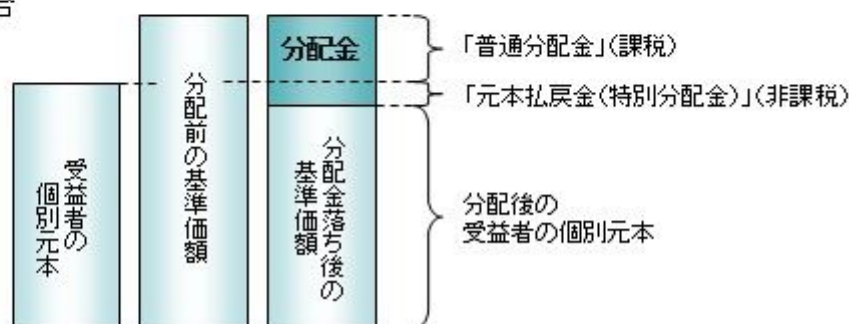 受益者の
個別元本
分配前の基準価額
分配金
分配金落ち後の
基準価額
「普通分配金」(課税)
「元本払戻金(特別分配金)」(非課税)
分配後の
受益者の個別元本